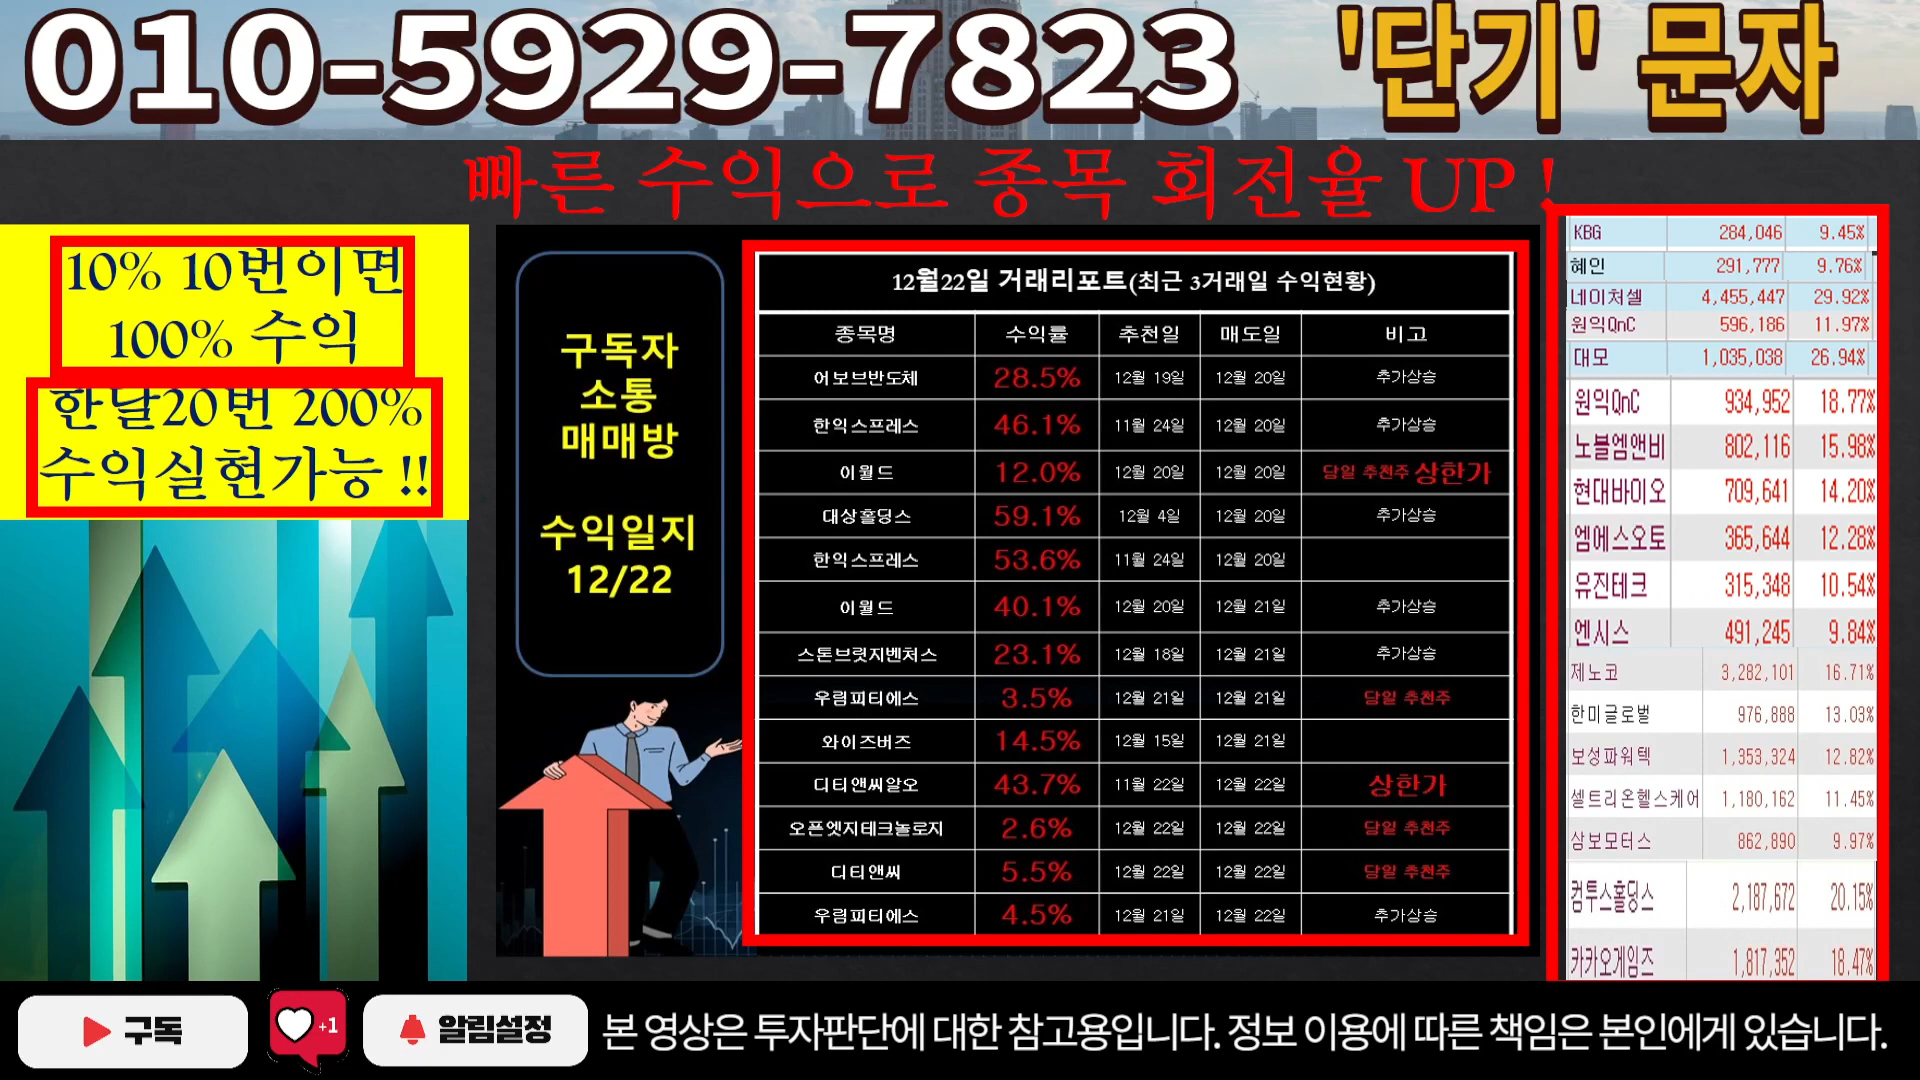 010-5929-7823 '단기' 문자
빠른 수익으로 종목 회전율 UP !
10% 10번이면
100% 수익
한달20번 200%
수익실현가능 !!
구독자
소통
매매방
수익일지
12/22
12월22일 거래리포트(최근 3거래일 수익현황)
종목명 수익률 추천일 매도일 비고
어보브반도체 28.5% 12월 19일 12월 20일 추가상승
한익스프레스 46.1% 11월 24일 12월 20일 추가상승
이월드 12.0% 12월 20일 12월 20일 당일 추천주 상한가
대상홀딩스 59.1% 12월 4일 12월 20일 추가상승
한익스프레스 53.6% 11월 24일 12월 20일
이월드 40.1% 12월 20일 12월 21일 추가상승
스톤브릿지벤처스 23.1% 12월 18일 12월 21일 추가상승
우림피티에스 3.5% 12월 21일 12월 21일 당일 추천주
와이즈버즈 14.5% 12월 15일 12월 21일
디티앤씨알오 43.7% 11월 22일 12월 22일 상한가
오픈엣지테크놀로지 2.6% 12월 22일 12월 22일 당일 추천주
디티앤씨 5.5% 12월 22일 12월 22일 당일 추천주
우림피티에스 4.5% 12월 21일 12월 22일 추가상승
KBG 284,046 9.45%
혜인 291,777 9.76%
네이처셀 4,455,447 29.92%
원익QnC 596,186 11.97%
대모 1,035,038 26.94%
원익QnC 934,952 18.77%
노블엠앤비 802,116 15.98%
현대바이오 709,641 14.20%
엠에스오토 365,644 12.28%
유진테크 315,348 10.54%
엔시스 491,245 9.84%
제노코 3,282,101 16.71%
한미글로벌 976,888 13.03%
보성파워텍 1,353,324 12.82%
셀트리온헬스케어 1,180,162 11.45%
상보모터스 862,890 9.97%
컴투스홀딩스 2,187,672 20.15%
카카오게임즈 1,817,352 18.47%
구독 +1 알림설정 본 영상은 투자판단에 대한 참고용입니다. 정보 이용에 따른 책임은 본인에게 있습니다.